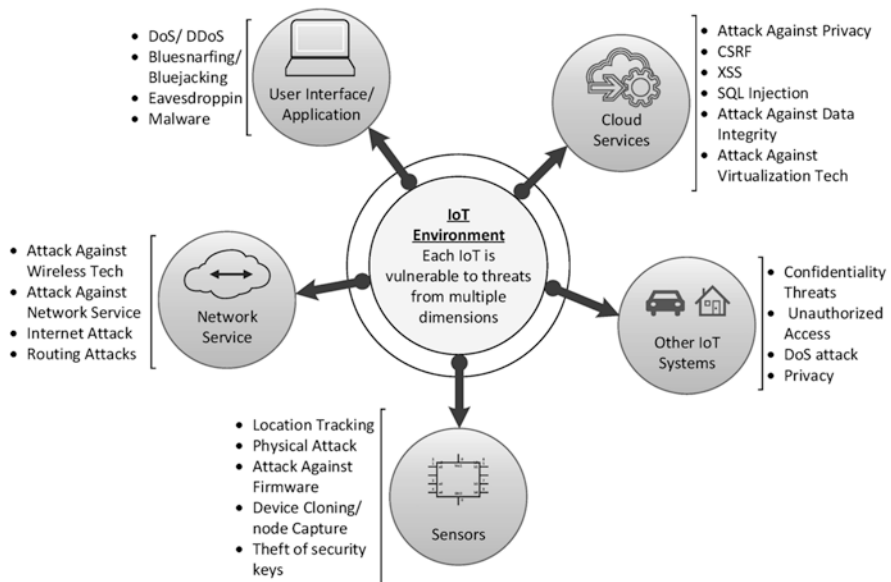 • DoS/ DDoS
• Bluesnarfing/
Bluejacking
• Eavesdroppin
• Malware
User Interface/
Application
Cloud
Services
• Attack Against Privacy
• CSRF
• XSS
• SQL Injection
• Attack Against Data
Integrity
• Attack Against
Virtualization Tech
IoT
Environment
Each IoT is
vulnerable to threats
from multiple
dimensions
• Attack Against
Wireless Tech
• Attack Against
Network Service
• Internet Attack
• Routing Attacks
Network
Service
Other IoT
Systems
• Confidentiality
Threats
• Unauthorized
Access
• DoS attack
• Privacy
• Location Tracking
• Physical Attack
• Attack Against
Firmware
• Device Cloning/
node Capture
• Theft of security
keys
Sensors